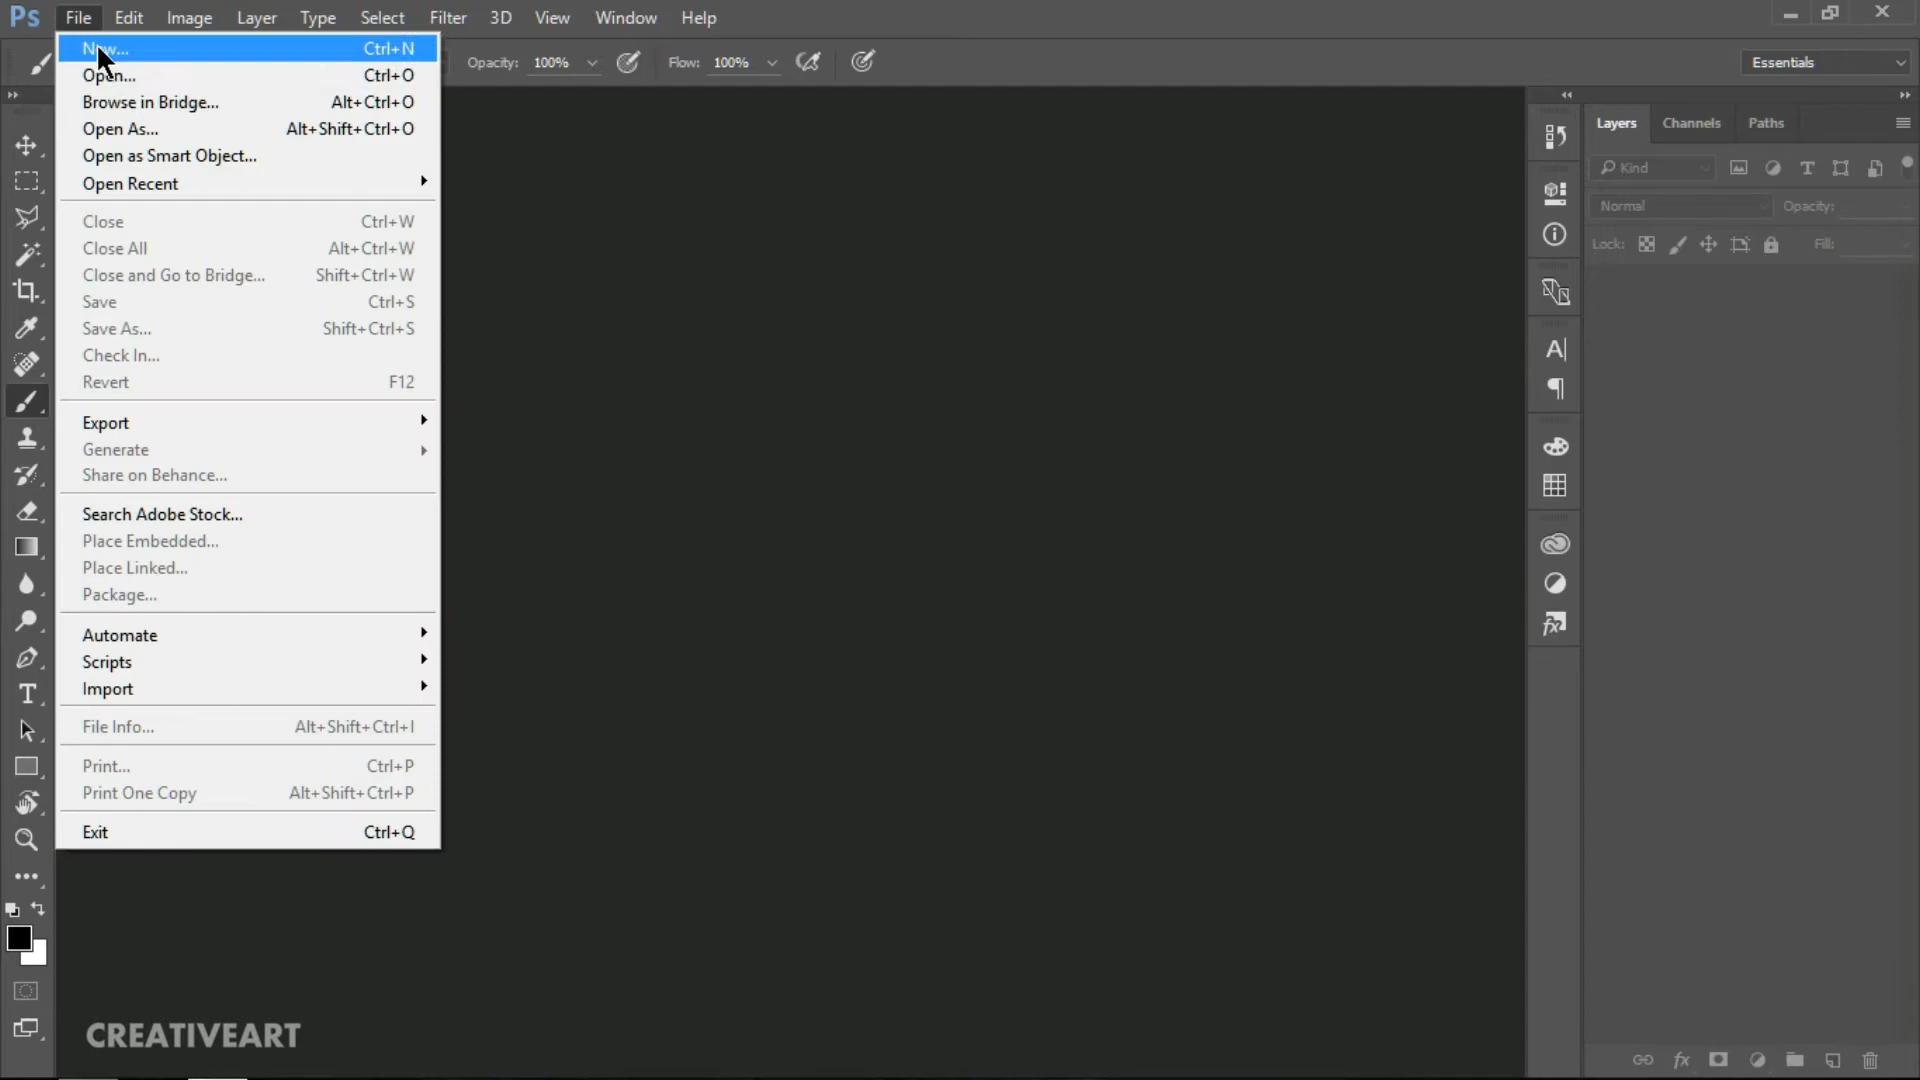 Ps File Edit Image Layer Type Select Filter 3D View Window Help
Opacity: 100% Flow: 100% Essentials
New... Ctrl+N
Open... Ctrl+O
Browse in Bridge... Alt+Ctrl+O
Open As... Alt+Shift+Ctrl+O
Open as Smart Object...
Open Recent
Close Ctrl+W
Close All Alt+Ctrl+W
Close and Go to Bridge... Shift+Ctrl+W
Save Ctrl+S
Save As... Shift+Ctrl+S
Check In...
Revert F12
Export
Generate
Share on Behance...
Search Adobe Stock...
Place Embedded...
Place Linked...
Package...
Automate
Scripts
Import
File Info... Alt+Shift+Ctrl+I
Print... Ctrl+P
Print One Copy Alt+Shift+Ctrl+P
Exit Ctrl+Q
Layers Channels Paths
Kind
Normal Opacity:
Lock: Fill:
CREATIVEART